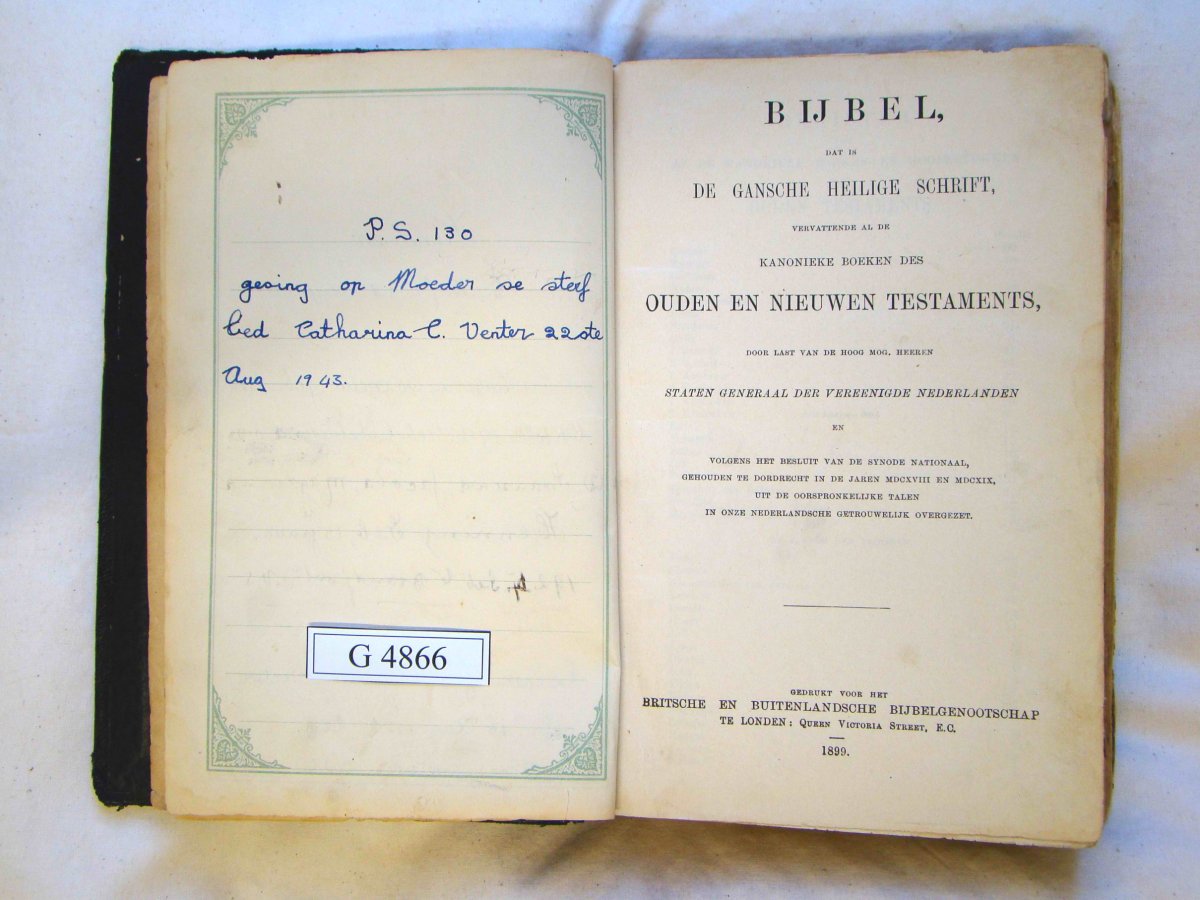 P.S. 130
gesing op Moeder se sterf
bed Catharina C. Venter 22ste
Aug 1943.
G 4866
BIJBEL,
DAT IS
DE GANSCHE HEILIGE SCHRIFT,
VERVATTENDE AL DE
KANONIEKE BOEKEN DES
OUDEN EN NIEUWEN TESTAMENTS,
DOOR LAST VAN DE HOOG MOG. HEEREN
STATEN GENERAAL DER VEREENIGDE NEDERLANDEN
EN
VOLGENS HET BESLUIT VAN DE SYNODE NATIONAAL,
GEHOUDEN TE DORDRECHT IN DE JAREN MDCXVIII EN MDCXIX,
UIT DE OORSPRONKELIJKE TALEN
IN ONZE NEDERLANDSCHE GETROUWELIJK OVERGEZET.
GEDRUKT VOOR HET
BRITSCHE EN BUITENLANDSCHE BIJBELGENOOTSCHAP
TE LONDEN; QUEEN VICTORIA STREET, E.C.
1899.